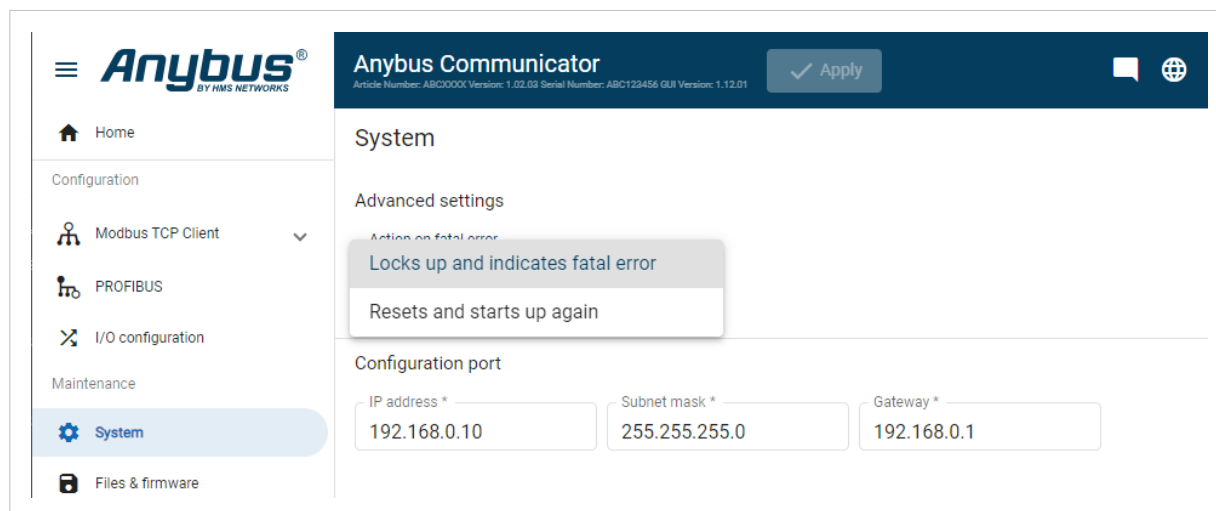 Anybus®
BY HMS NETWORKS
Anybus Communicator
Article Number: ABCXXXX Version: 1.02.03 Serial Number: ABC123456 GUI Version: 1.12.01
Apply
Home
Configuration
Modbus TCP Client
PROFIBUS
I/O configuration
Maintenance
System
Files & firmware
System
Advanced settings
Action on fatal error
Locks up and indicates fatal error
Resets and starts up again
Configuration port
IP address *
192.168.0.10
Subnet mask *
255.255.255.0
Gateway *
192.168.0.1